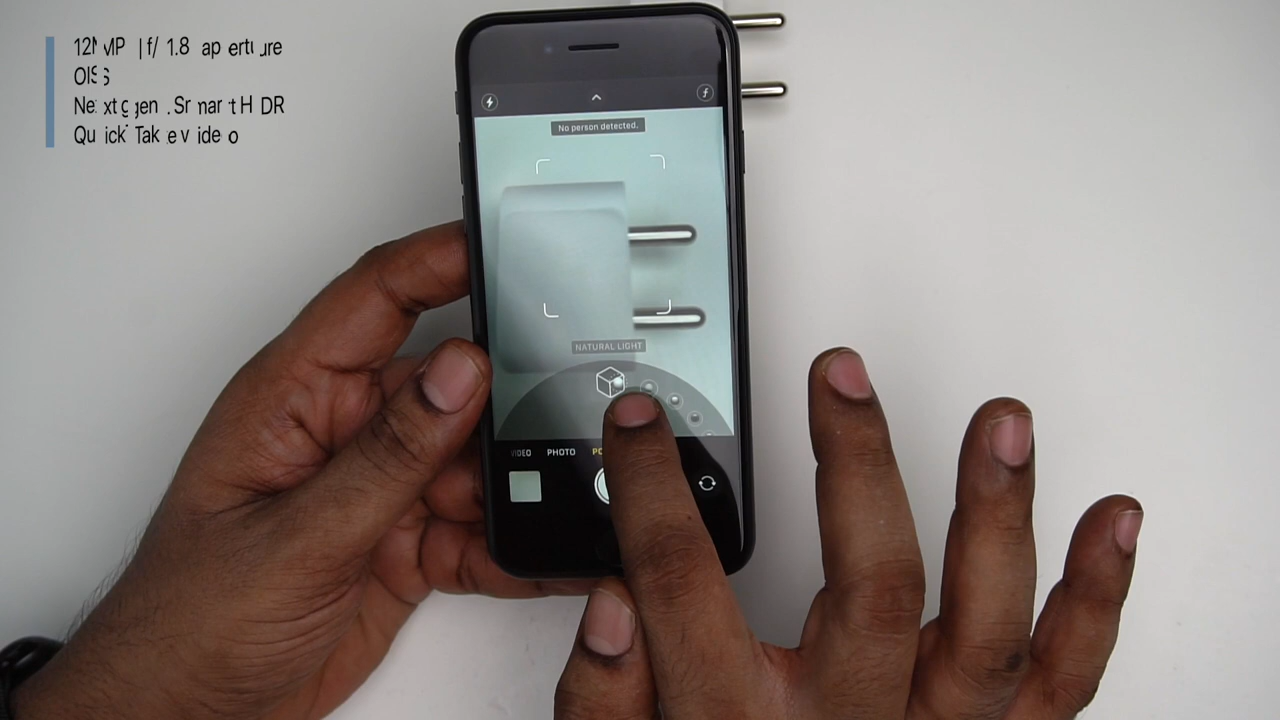 12MP | f/ 1.8 aperture
OIS
Next gen . Smart HDR
Quick Take video
No person detected.
NATURAL LIGHT
VIDEO PHOTO